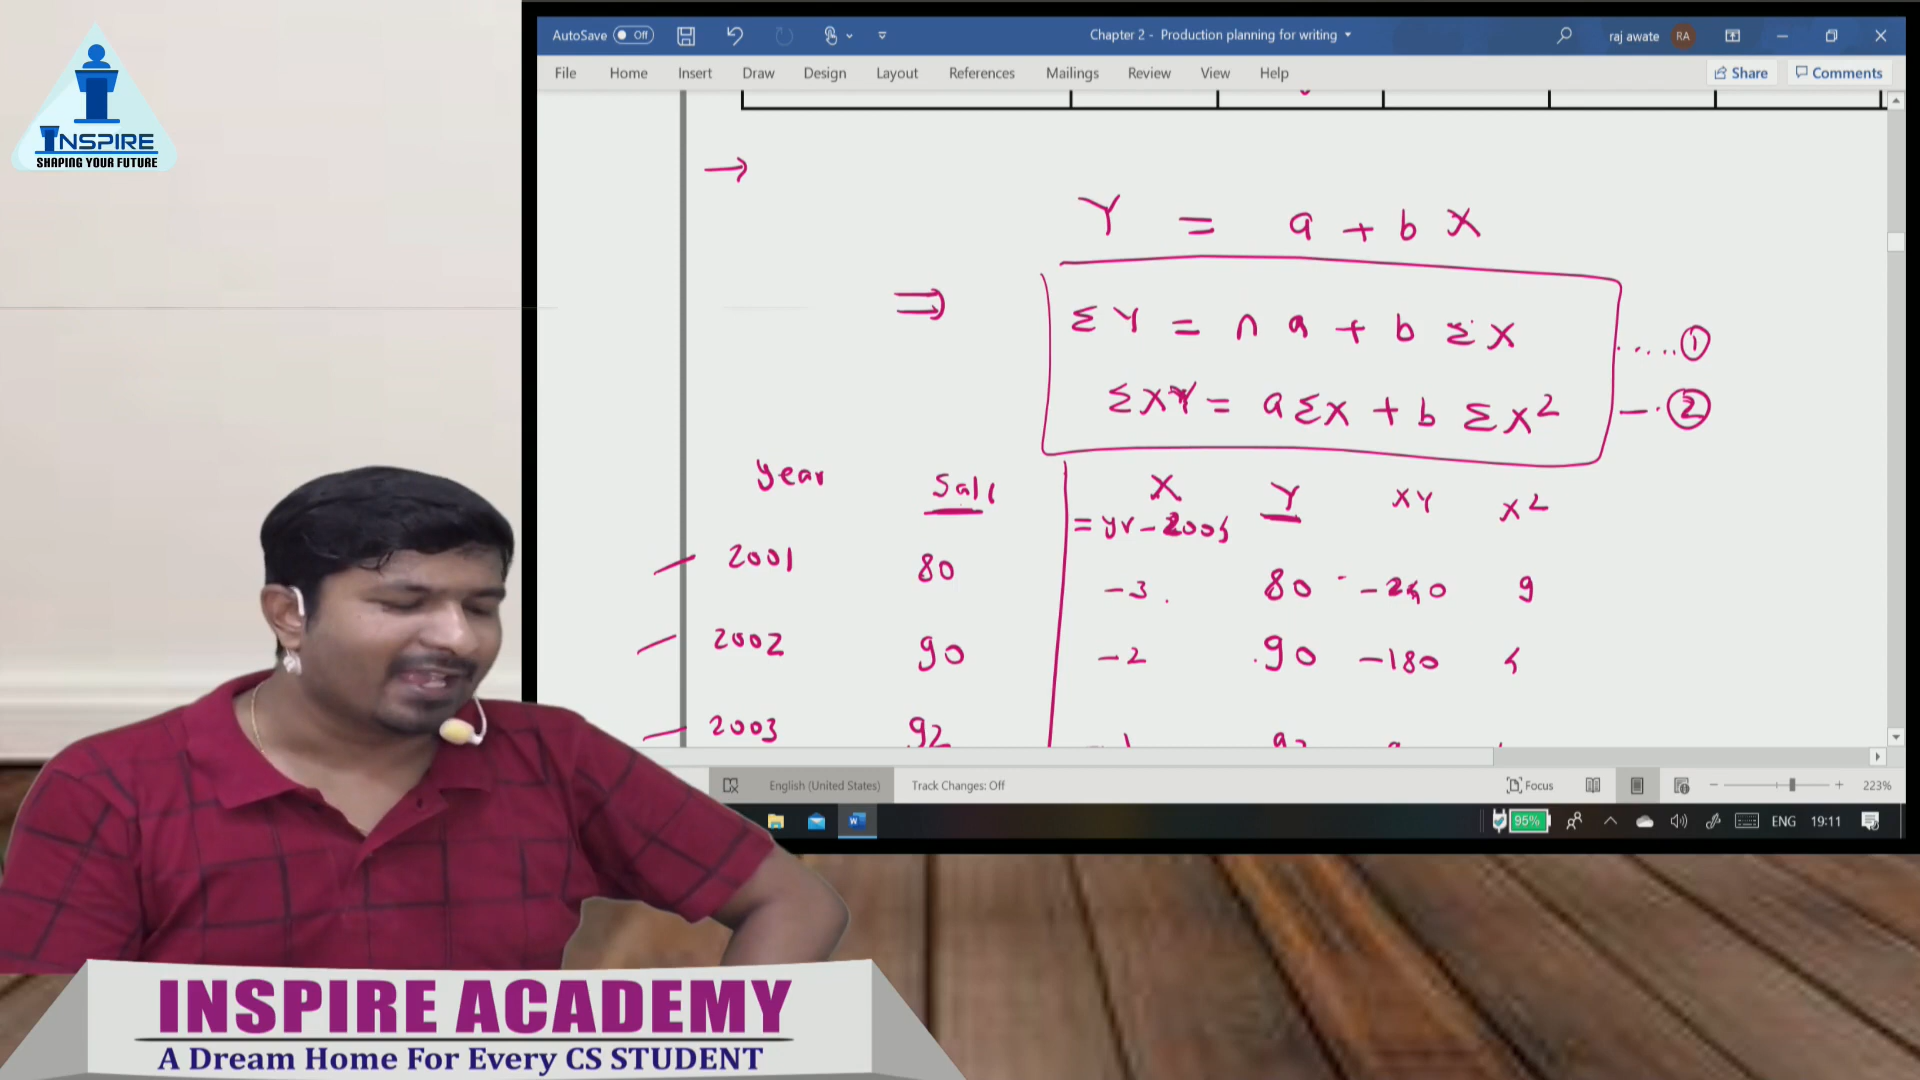 INSPIRE
SHAPING YOUR FUTURE
AutoSave Off
Chapter 2 - Production planning for writing
raj awate RA
File Home Insert Draw Design Layout References Mailings Review View Help
Share Comments
→
Y = a + b X
⇒ ΣY = na + b ΣX .....①
ΣXY = aΣX + b ΣX² —.②
Year Sale X Y XY X²
= yr - 2004
2001 80 -3 80 -240 9
2002 90 -2 90 -180 4
2003 92
English (United States) Track Changes: Off
Focus 223%
95% ENG 19:11
INSPIRE ACADEMY
A Dream Home For Every CS STUDENT